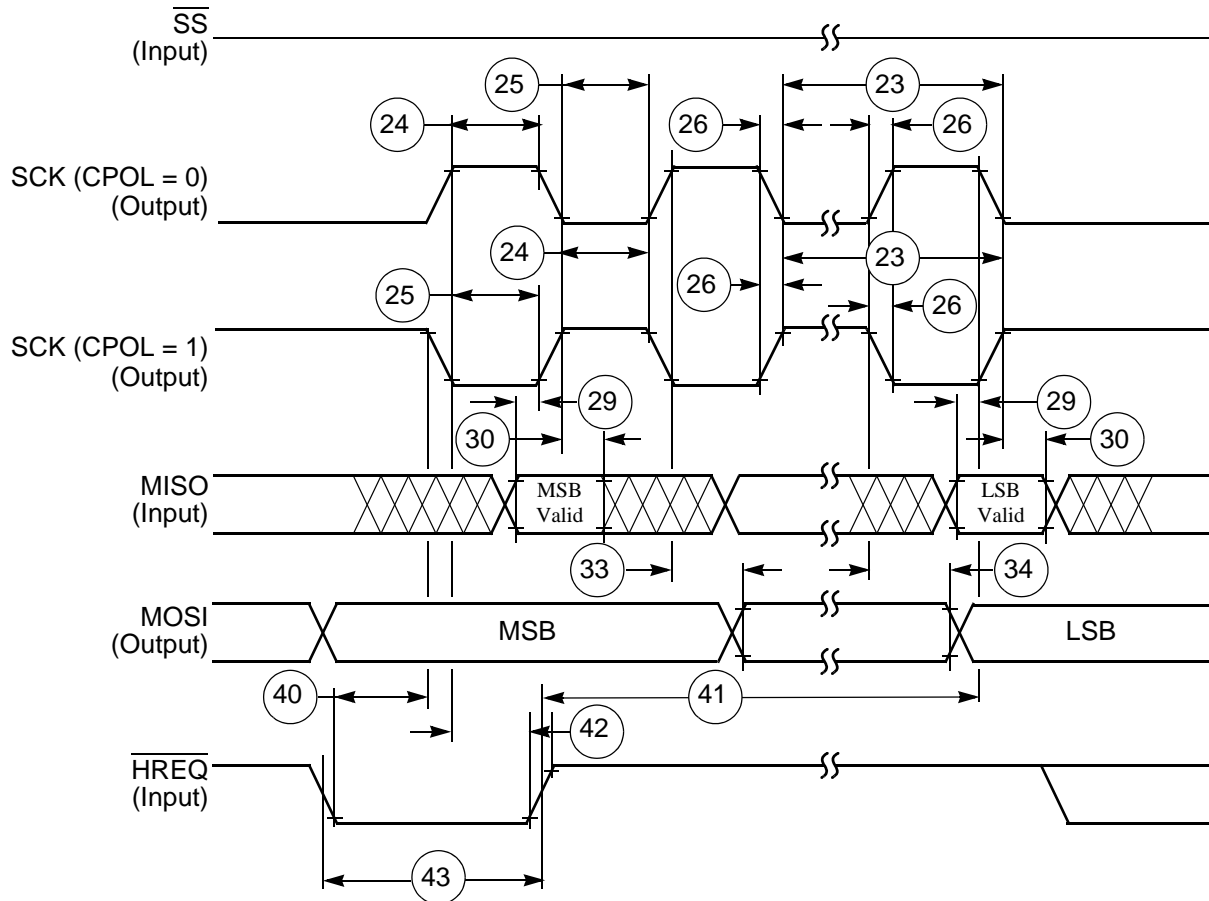 SS
(Input)
25
23
24
26
26
SCK (CPOL = 0)
(Output)
24
23
25
26
26
SCK (CPOL = 1)
(Output)
29
29
30
30
MISO
(Input)
MSB
Valid
LSB
Valid
33
34
MOSI
(Output)
MSB
LSB
40
41
42
HREQ
(Input)
43